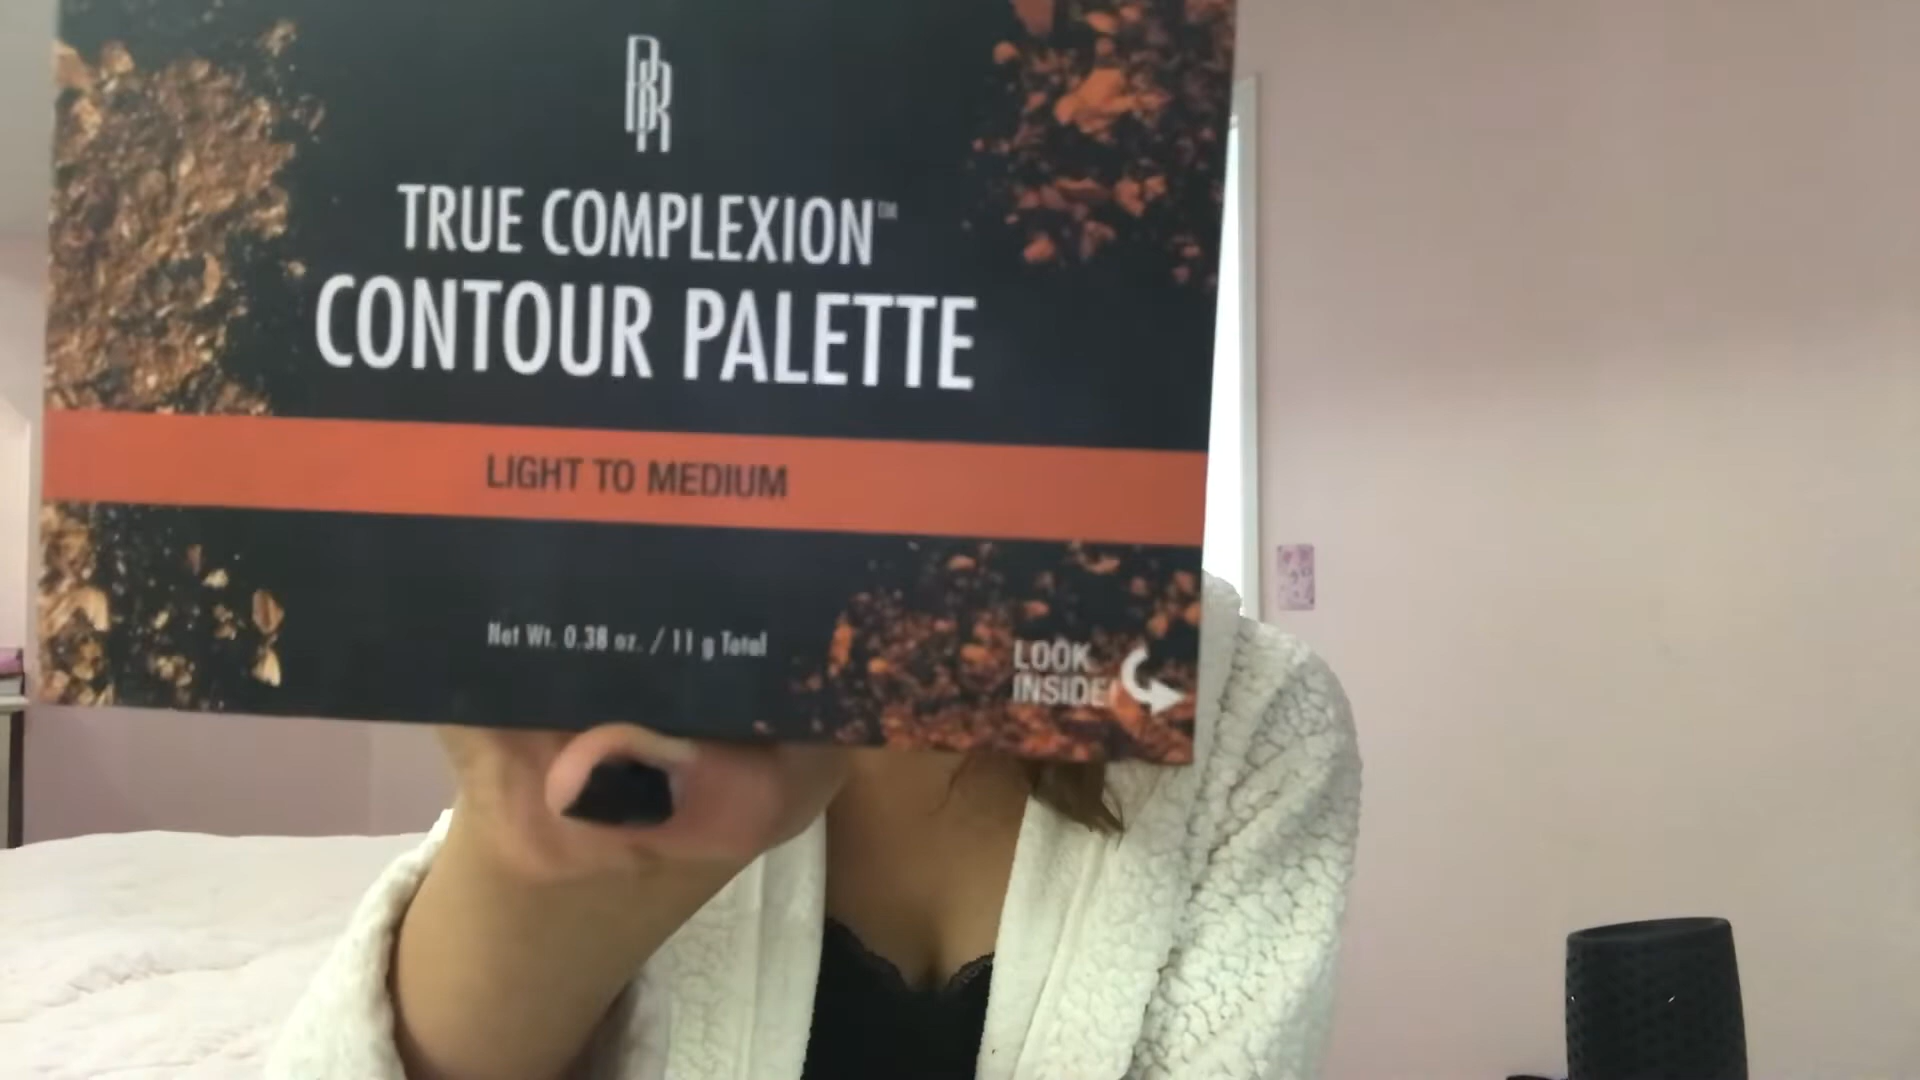 BR
TRUE COMPLEXION™
CONTOUR PALETTE
LIGHT TO MEDIUM
Net Wt. 0.38 oz. / 11 g Total
LOOK
INSIDE!